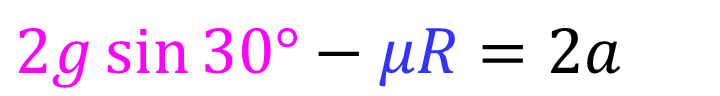 2g sin 30° − μR = 2a